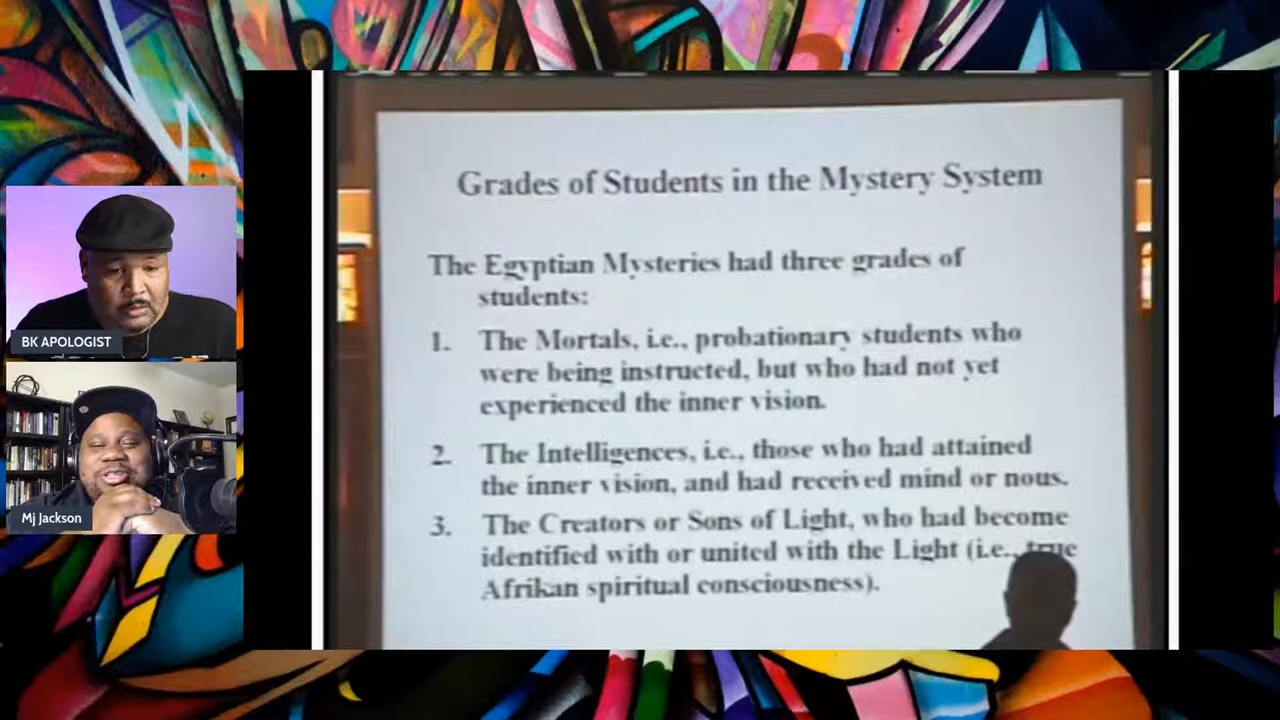 Grades of Students in the Mystery System
The Egyptian Mysteries had three grades of
students:
1. The Mortals, i.e., probationary students who
were being instructed, but who had not yet
experienced the inner vision.
2. The Intelligences, i.e., those who had attained
the inner vision, and had received mind or nous.
3. The Creators or Sons of Light, who had become
identified with or united with the Light (i.e., true
Afrikan spiritual consciousness).
BK APOLOGIST
Mj Jackson